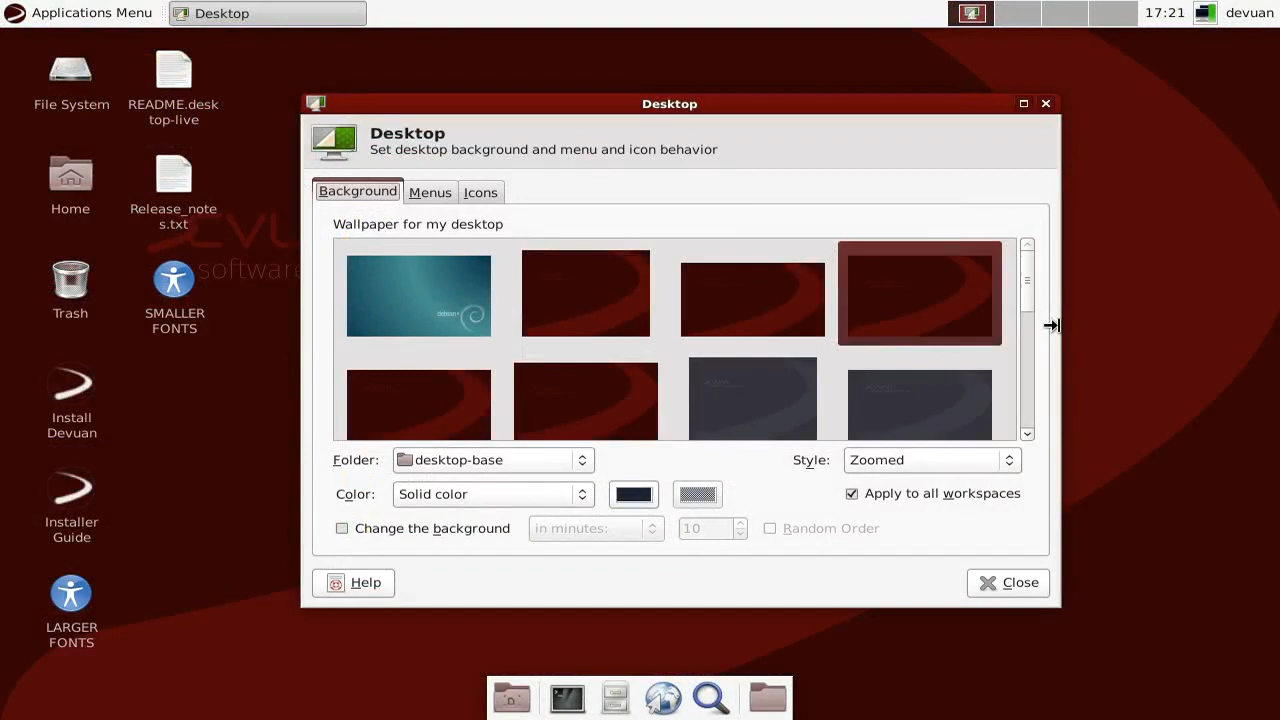 Applications Menu
Desktop
17:21
devuan
File System
README.desk
top-live
Home
Release_note
s.txt
Trash
SMALLER
FONTS
Install
Devuan
Installer
Guide
LARGER
FONTS
software
Desktop
Desktop
Set desktop background and menu and icon behavior
Background
Menus
Icons
Wallpaper for my desktop
debian
Folder:
desktop-base
Style:
Zoomed
Color:
Solid color
Apply to all workspaces
Change the background
in minutes:
10
Random Order
Help
Close